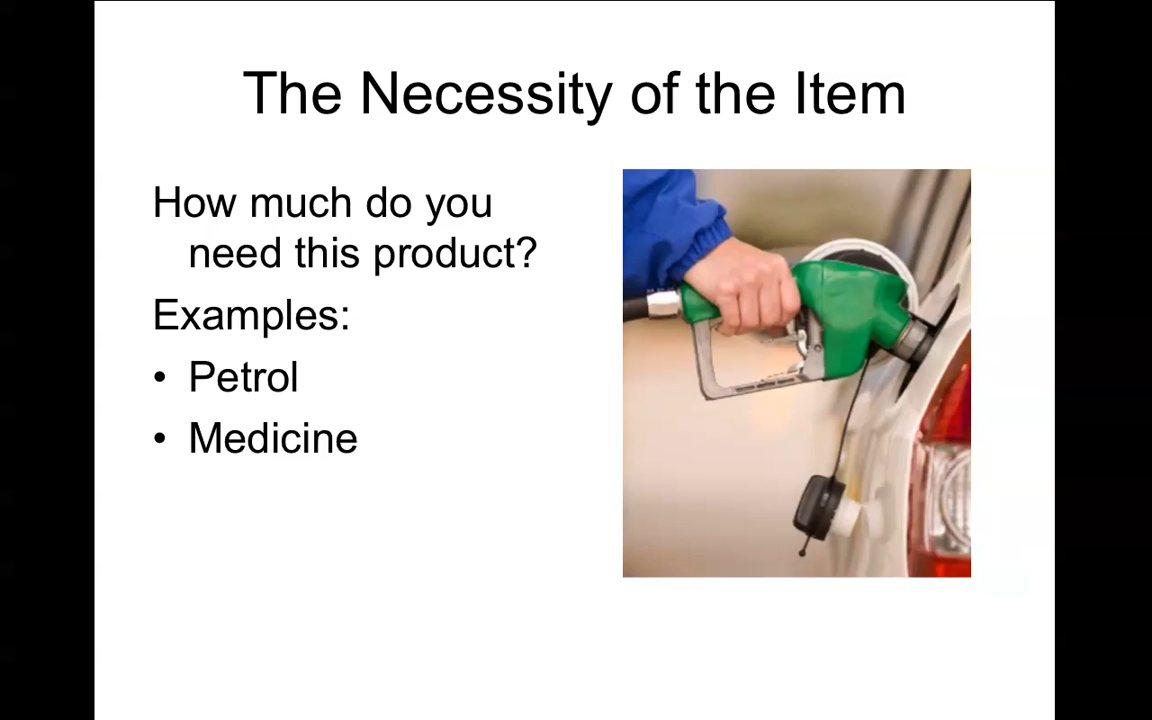 The Necessity of the Item
How much do you
need this product?
Examples:
• Petrol
• Medicine